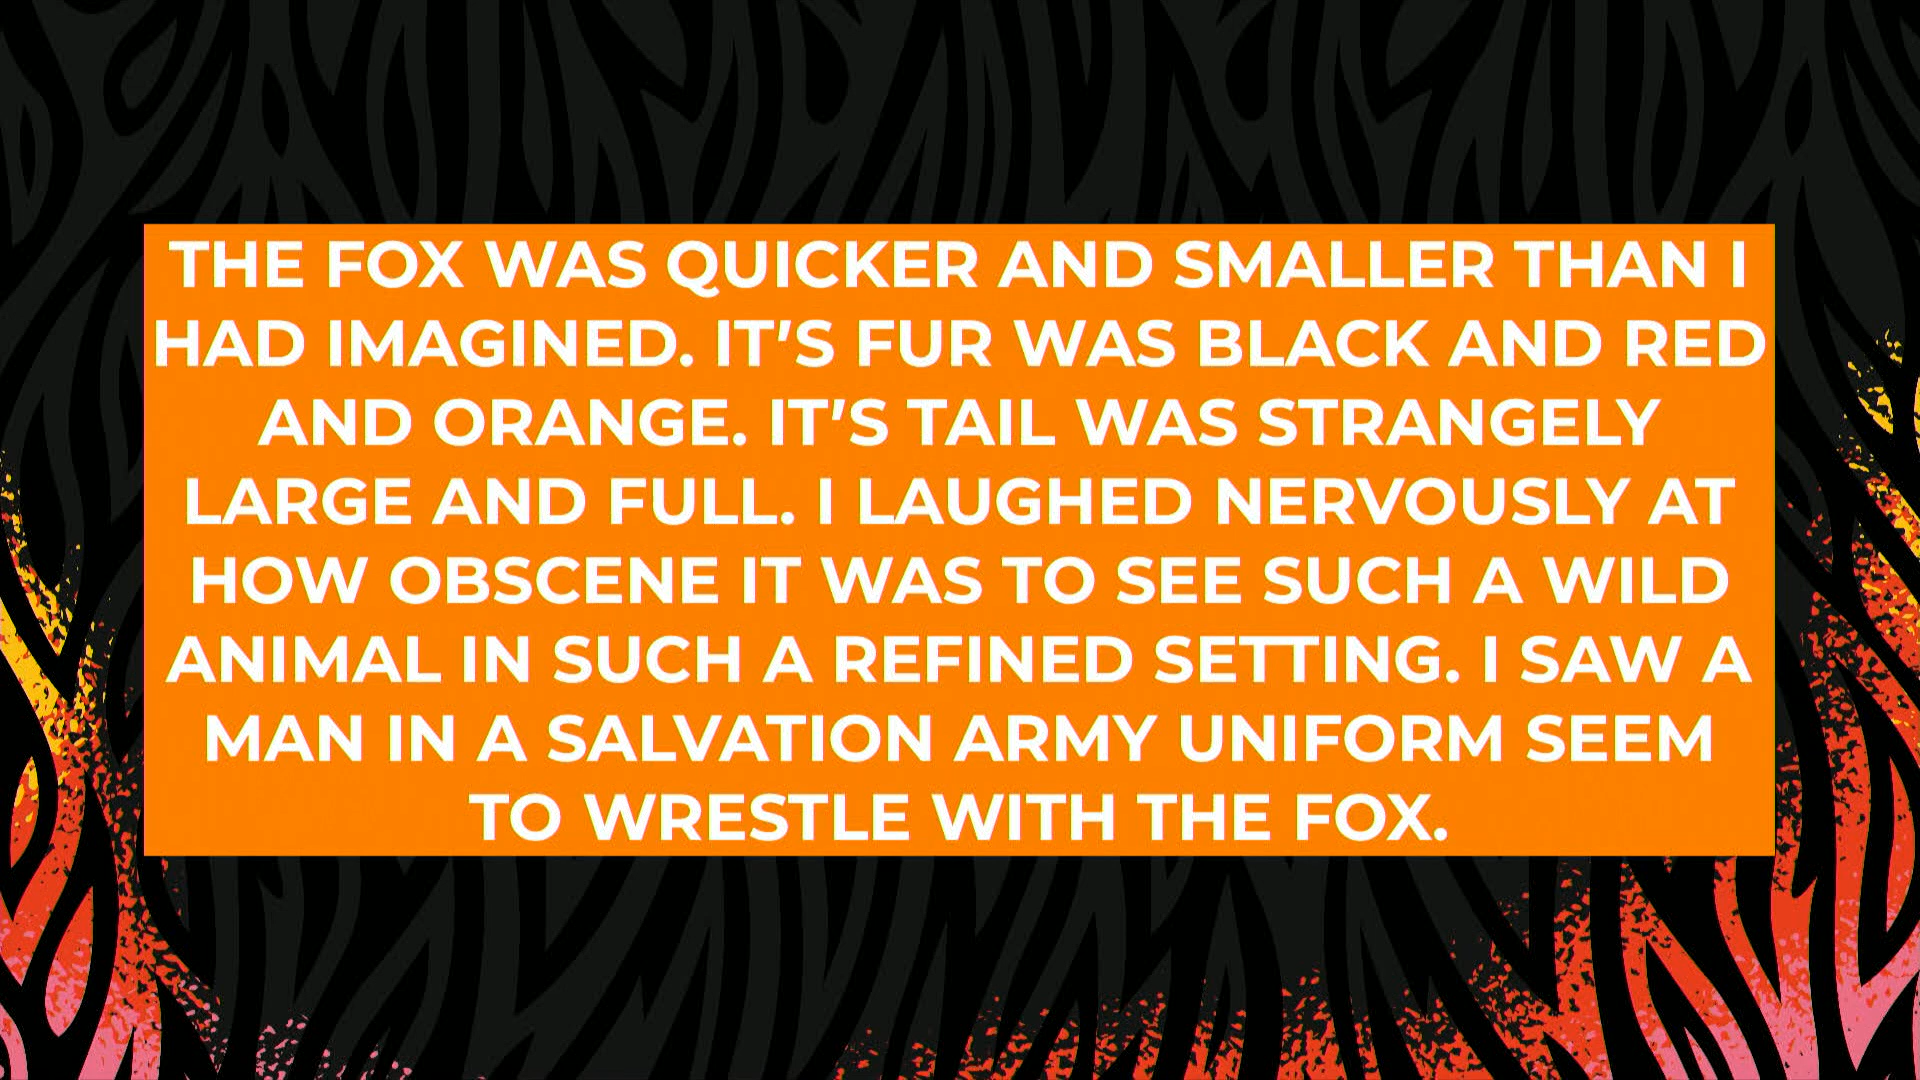 THE FOX WAS QUICKER AND SMALLER THAN I
HAD IMAGINED. IT’S FUR WAS BLACK AND RED
AND ORANGE. IT’S TAIL WAS STRANGELY
LARGE AND FULL. I LAUGHED NERVOUSLY AT
HOW OBSCENE IT WAS TO SEE SUCH A WILD
ANIMAL IN SUCH A REFINED SETTING. I SAW A
MAN IN A SALVATION ARMY UNIFORM SEEM
TO WRESTLE WITH THE FOX.